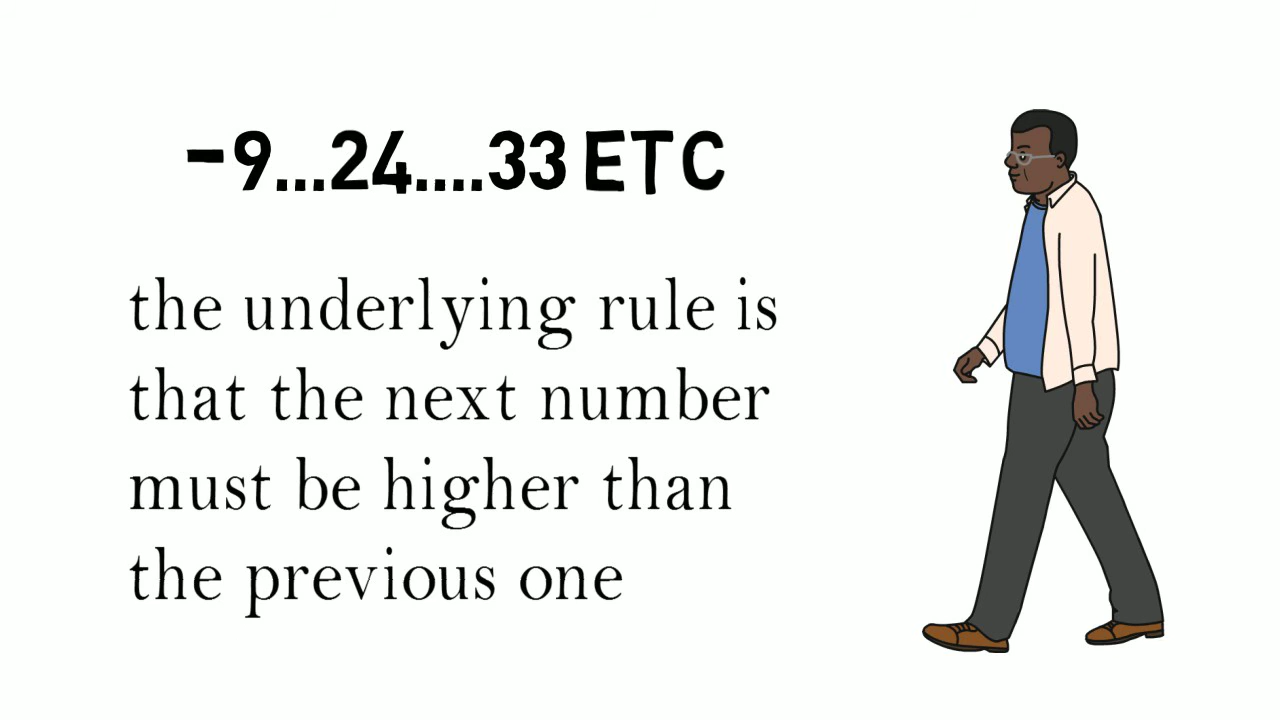 -9...24....33 ETC
the underlying rule is
that the next number
must be higher than
the previous one